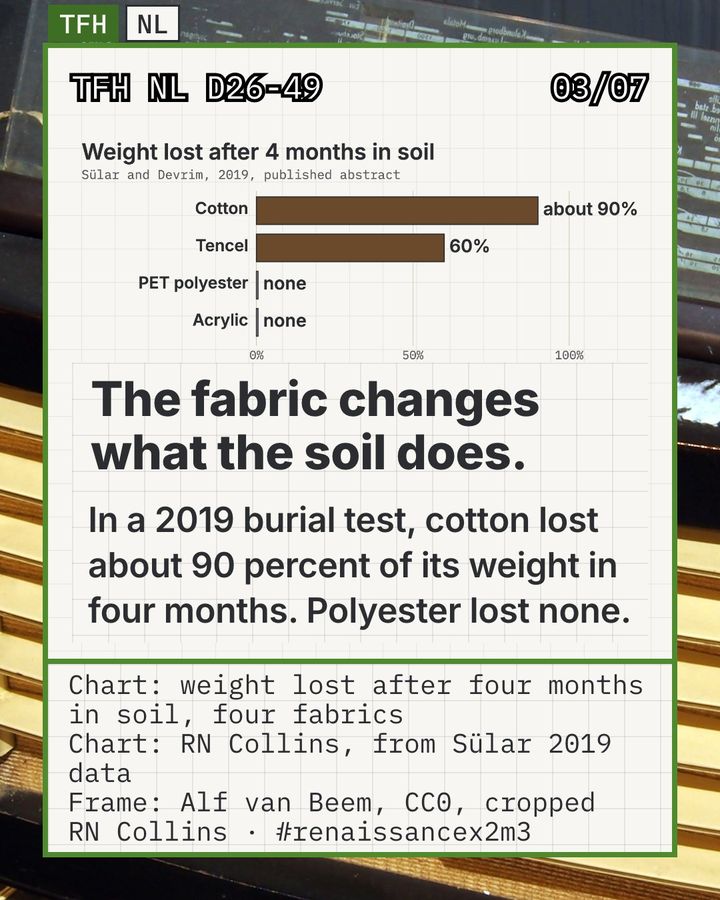 TFH NL
TFH NL D26-49 03/07
Weight lost after 4 months in soil
Sülar and Devrim, 2019, published abstract
Cotton about 90%
Tencel 60%
PET polyester none
Acrylic none
0% 50% 100%
The fabric changes
what the soil does.
In a 2019 burial test, cotton lost
about 90 percent of its weight in
four months. Polyester lost none.
Chart: weight lost after four months
in soil, four fabrics
Chart: RN Collins, from Sülar 2019
data
Frame: Alf van Beem, CC0, cropped
RN Collins · #renaissancex2m3